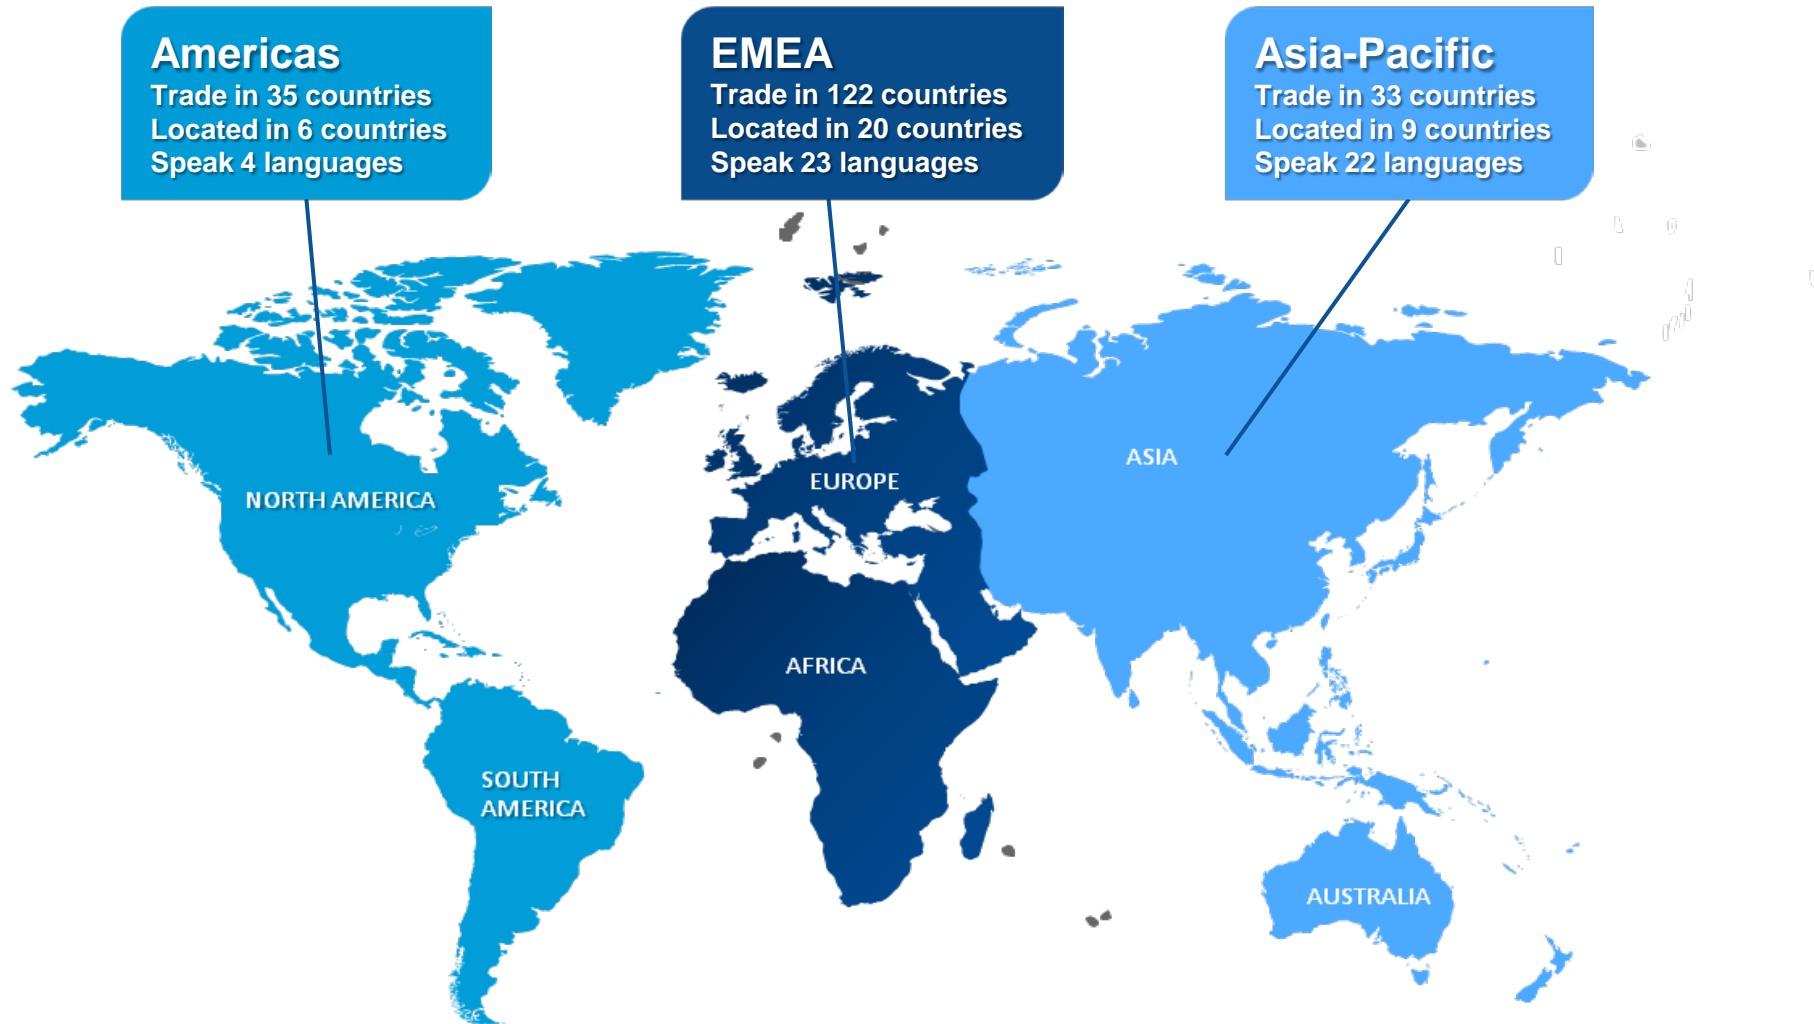 Americas
Trade in 35 countries
Located in 6 countries
Speak 4 languages
EMEA
Trade in 122 countries
Located in 20 countries
Speak 23 languages
Asia-Pacific
Trade in 33 countries
Located in 9 countries
Speak 22 languages
NORTH AMERICA
EUROPE
ASIA
AFRICA
SOUTH
AMERICA
AUSTRALIA